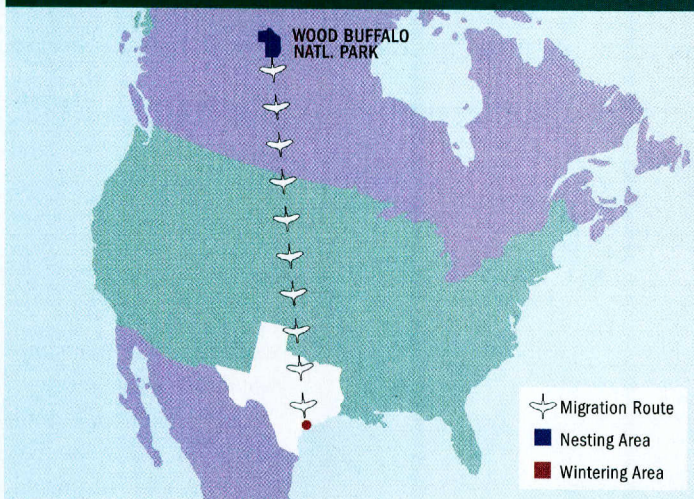 WOOD BUFFALO
NATL. PARK
Migration Route
Nesting Area
Wintering Area